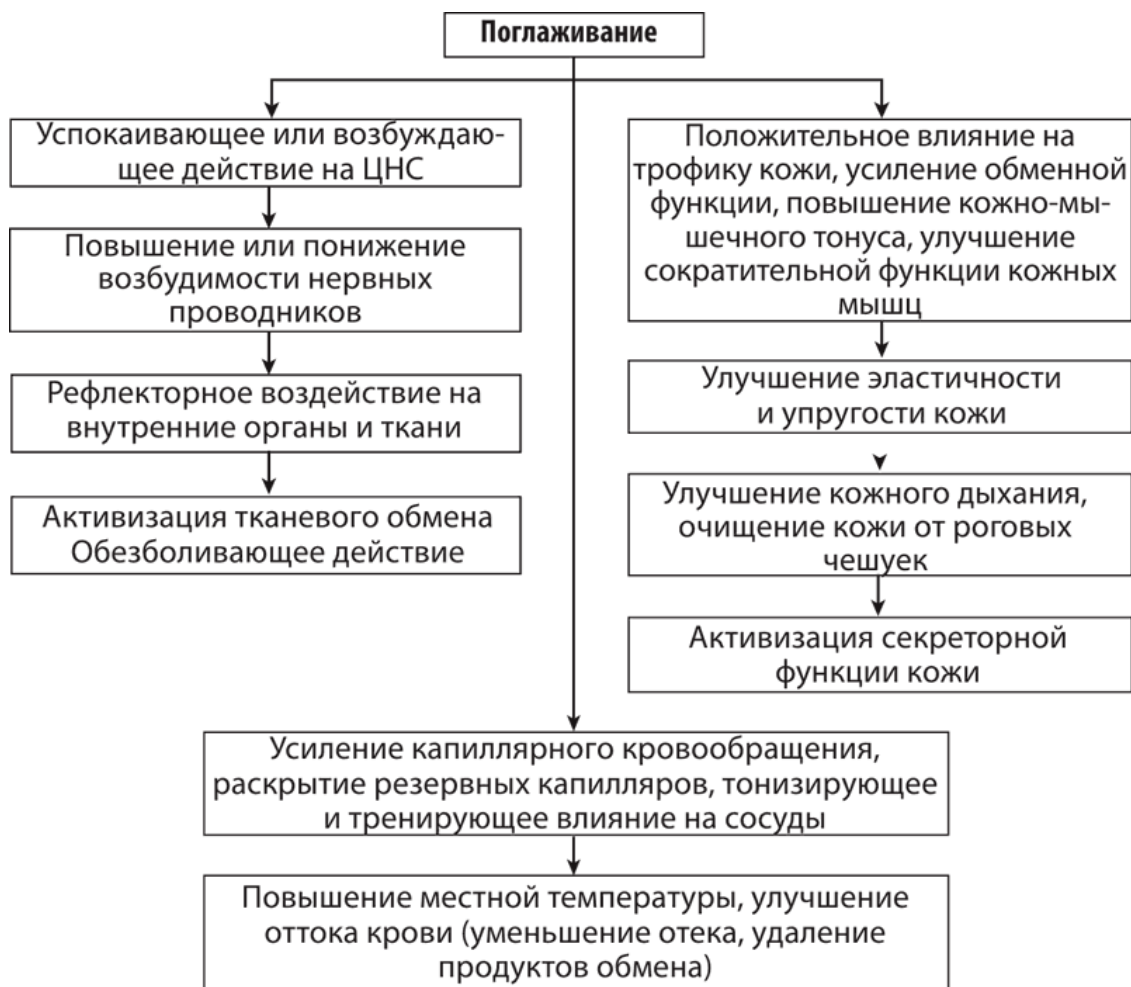 Поглаживание
Успокаивающее или возбуждаю-
щее действие на ЦНС
Повышение или понижение
возбудимости нервных
проводников
Рефлекторное воздействие на
внутренние органы и ткани
Активизация тканевого обмена
Обезболивающее действие
Положительное влияние на
трофику кожи, усиление обменной
функции, повышение кожно-мы-
шечного тонуса, улучшение
сократительной функции кожных
мышц
Улучшение эластичности
и упругости кожи
Улучшение кожного дыхания,
очищение кожи от роговых
чешуек
Активизация секреторной
функции кожи
Усиление капиллярного кровообращения,
раскрытие резервных капилляров, тонизирующее
и тренирующее влияние на сосуды
Повышение местной температуры, улучшение
оттока крови (уменьшение отека, удаление
продуктов обмена)